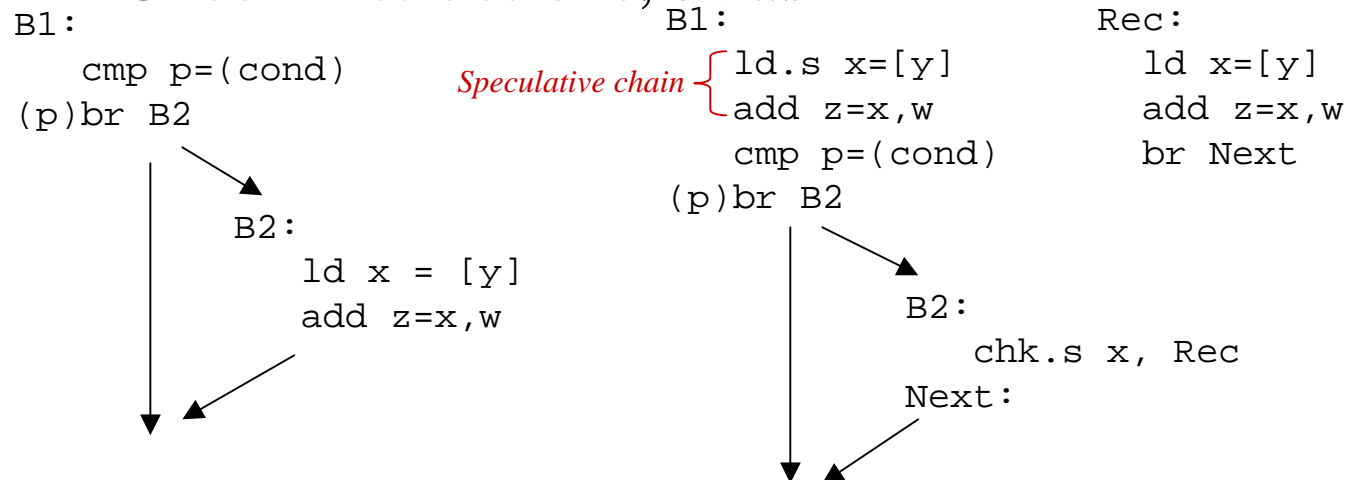 B1:
cmp p=(cond)
(p)br B2
B2:
ld x = [y]
add z=x,w
B1:
Speculative chain
ld.s x=[y]
add z=x,w
cmp p=(cond)
(p)br B2
B2:
chk.s x, Rec
Next:
Rec:
ld x=[y]
add z=x,w
br Next